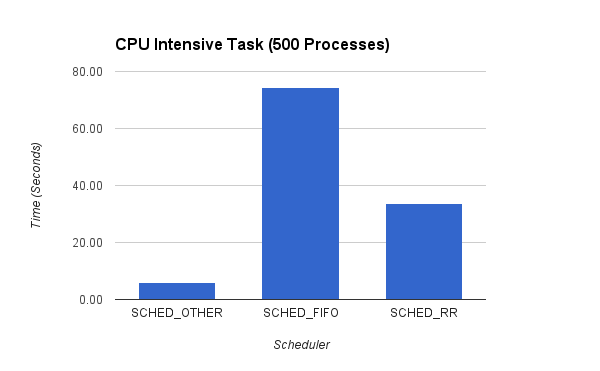 CPU Intensive Task (500 Processes)
80.00
60.00
40.00
20.00
0.00
Time (Seconds)
SCHED_OTHER
SCHED_FIFO
SCHED_RR
Scheduler